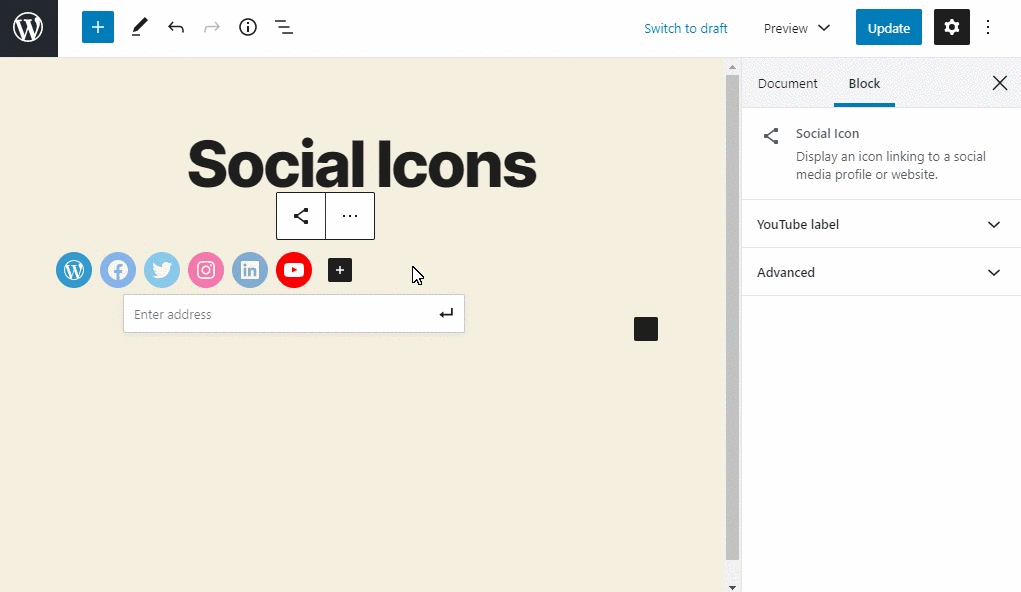 Switch to draft Preview Update
Document Block
Social Icon
Display an icon linking to a social
media profile or website.
YouTube label
Advanced
Social Icons
Enter address